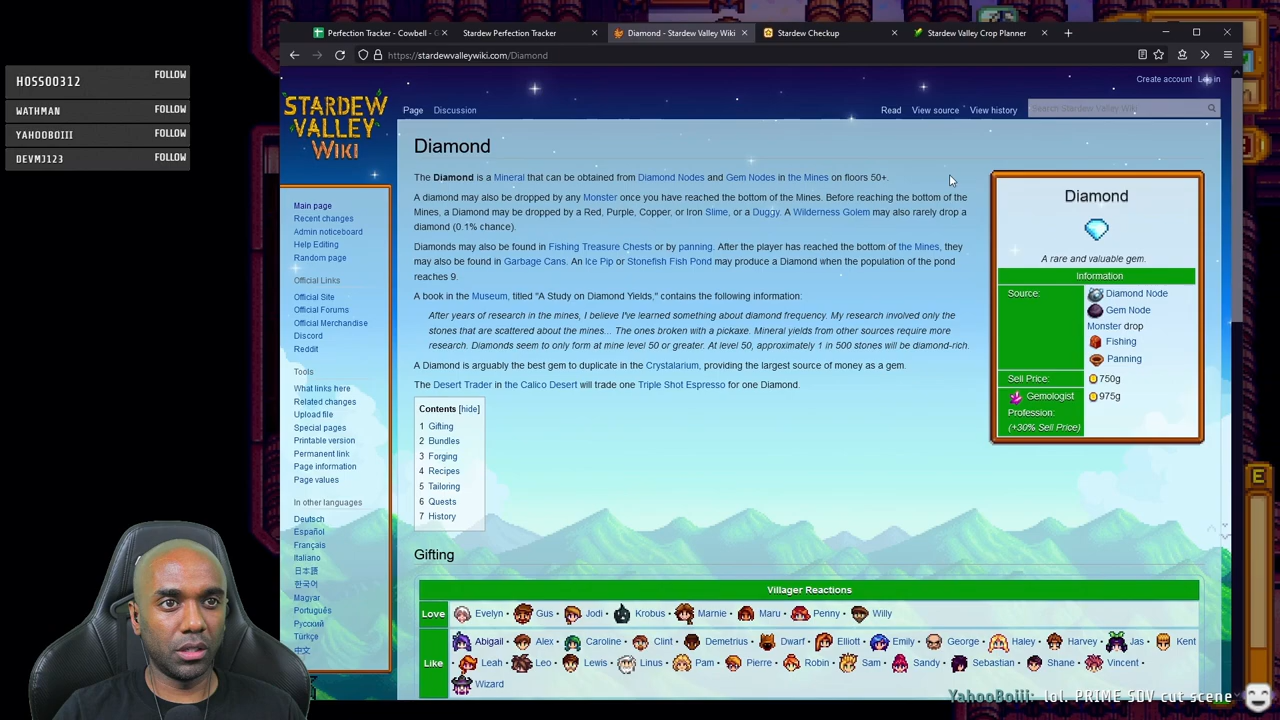 HOSSO0312 FOLLOW
WATHMAN FOLLOW
YAHOOBOIII FOLLOW
DEVMJ123 FOLLOW
Perfection Tracker - Cowbell - G
Stardew Perfection Tracker
Diamond - Stardew Valley Wiki
Stardew Checkup
Stardew Valley Crop Planner
https://stardewvalleywiki.com/Diamond
Create account Log in
STARDEW
VALLEY
WIKI
Page Discussion Read View source View history Search Stardew Valley Wiki
Main page
Recent changes
Admin noticeboard
Help Editing
Random page
Official Links
Official Site
Official Forums
Official Merchandise
Discord
Reddit
Tools
What links here
Related changes
Upload file
Special pages
Printable version
Permanent link
Page information
Page values
In other languages
Deutsch
Español
Français
Italiano
日本語
한국어
Magyar
Português
Русский
Türkçe
中文
Diamond
The Diamond is a Mineral that can be obtained from Diamond Nodes and Gem Nodes in the Mines on floors 50+.
A diamond may also be dropped by any Monster once you have reached the bottom of the Mines. Before reaching the bottom of the
Mines, a Diamond may be dropped by a Red, Purple, Copper, or Iron Slime, or a Duggy. A Wilderness Golem may also rarely drop a
diamond (0.1% chance).
Diamonds may also be found in Fishing Treasure Chests or by panning. After the player has reached the bottom of the Mines, they
may also be found in Garbage Cans. An Ice Pip or Stonefish Fish Pond may produce a Diamond when the population of the pond
reaches 9.
A book in the Museum, titled "A Study on Diamond Yields," contains the following information:
After years of research in the mines, I believe I've learned something about diamond frequency. My research involved only the
stones that are scattered about the mines... The ones broken with a pickaxe. Mineral yields from other sources require more
research. Diamonds seem to only form at mine level 50 or greater. At level 50, approximately 1 in 500 stones will be diamond-rich.
A Diamond is arguably the best gem to duplicate in the Crystalarium, providing the largest source of money as a gem.
The Desert Trader in the Calico Desert will trade one Triple Shot Espresso for one Diamond.
Contents [hide]
1 Gifting
2 Bundles
3 Forging
4 Recipes
5 Tailoring
6 Quests
7 History
Diamond
A rare and valuable gem.
Information
Source: Diamond Node
Gem Node
Monster drop
Fishing
Panning
Sell Price: 750g
Gemologist 975g
Profession:
(+30% Sell Price)
Gifting
Villager Reactions
Love Evelyn • Gus • Jodi • Krobus • Marnie • Maru • Penny • Willy
Like Abigail • Alex • Caroline • Clint • Demetrius • Dwarf • Elliott • Emily • George • Haley • Harvey • Jas • Kent
• Leah • Leo • Lewis • Linus • Pam • Pierre • Robin • Sam • Sandy • Sebastian • Shane • Vincent •
Wizard
E
YahooBoiii: lol. PRIME SDV cut scene